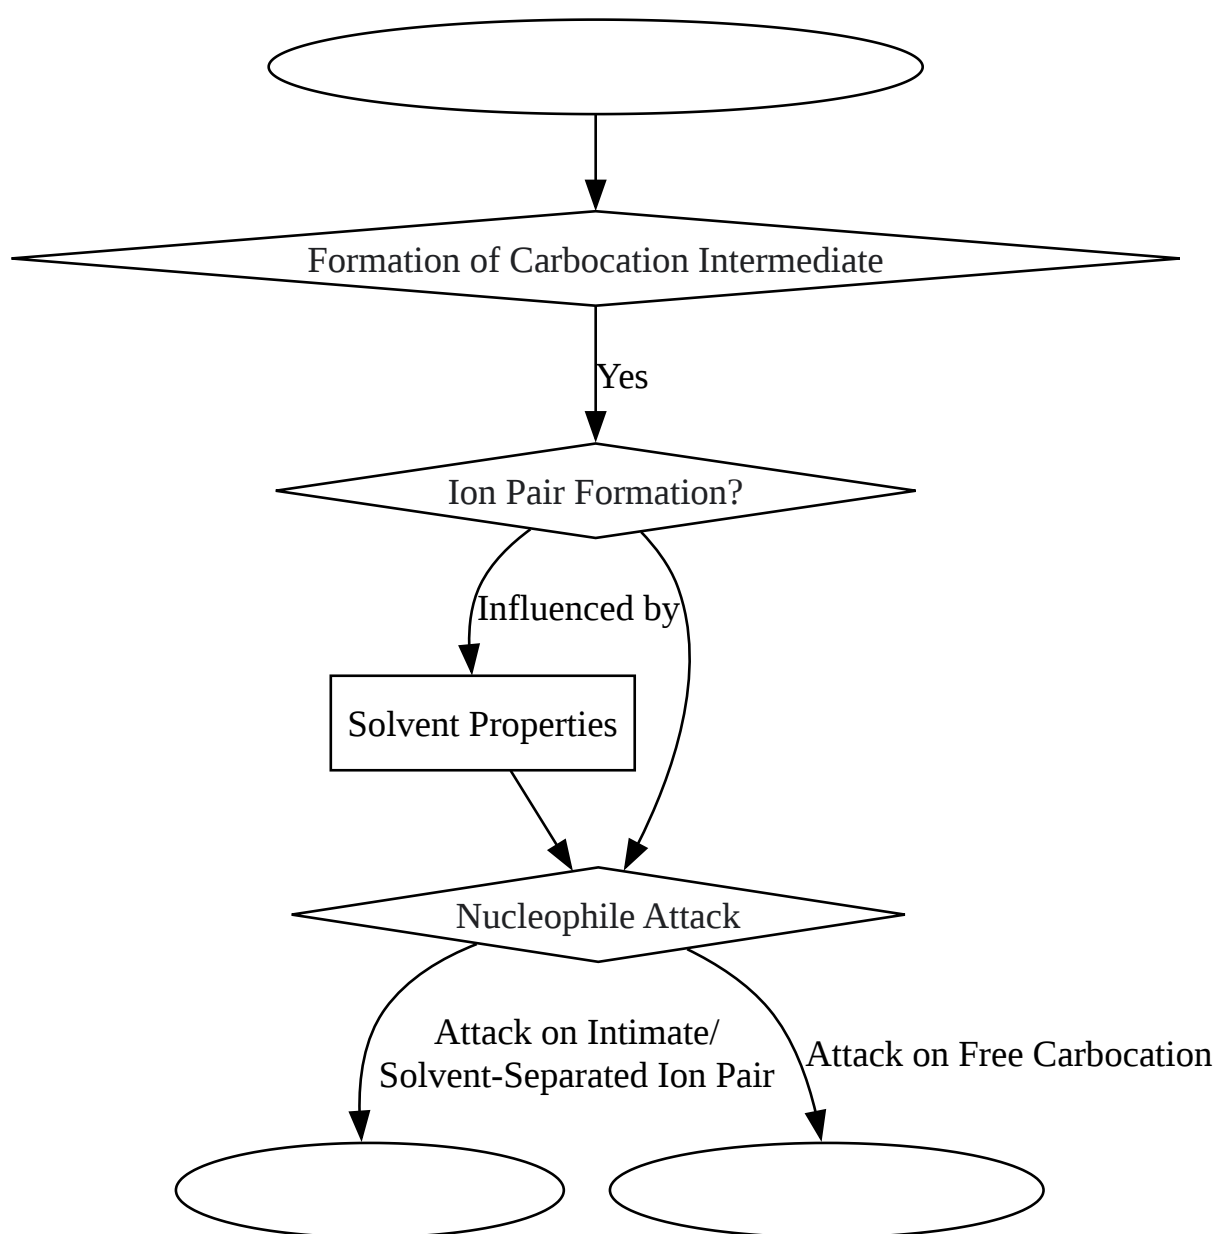 Formation of Carbocation Intermediate
Yes
Ion Pair Formation?
Influenced by
Solvent Properties
Nucleophile Attack
Attack on Intimate/
Solvent-Separated Ion Pair
Attack on Free Carbocation